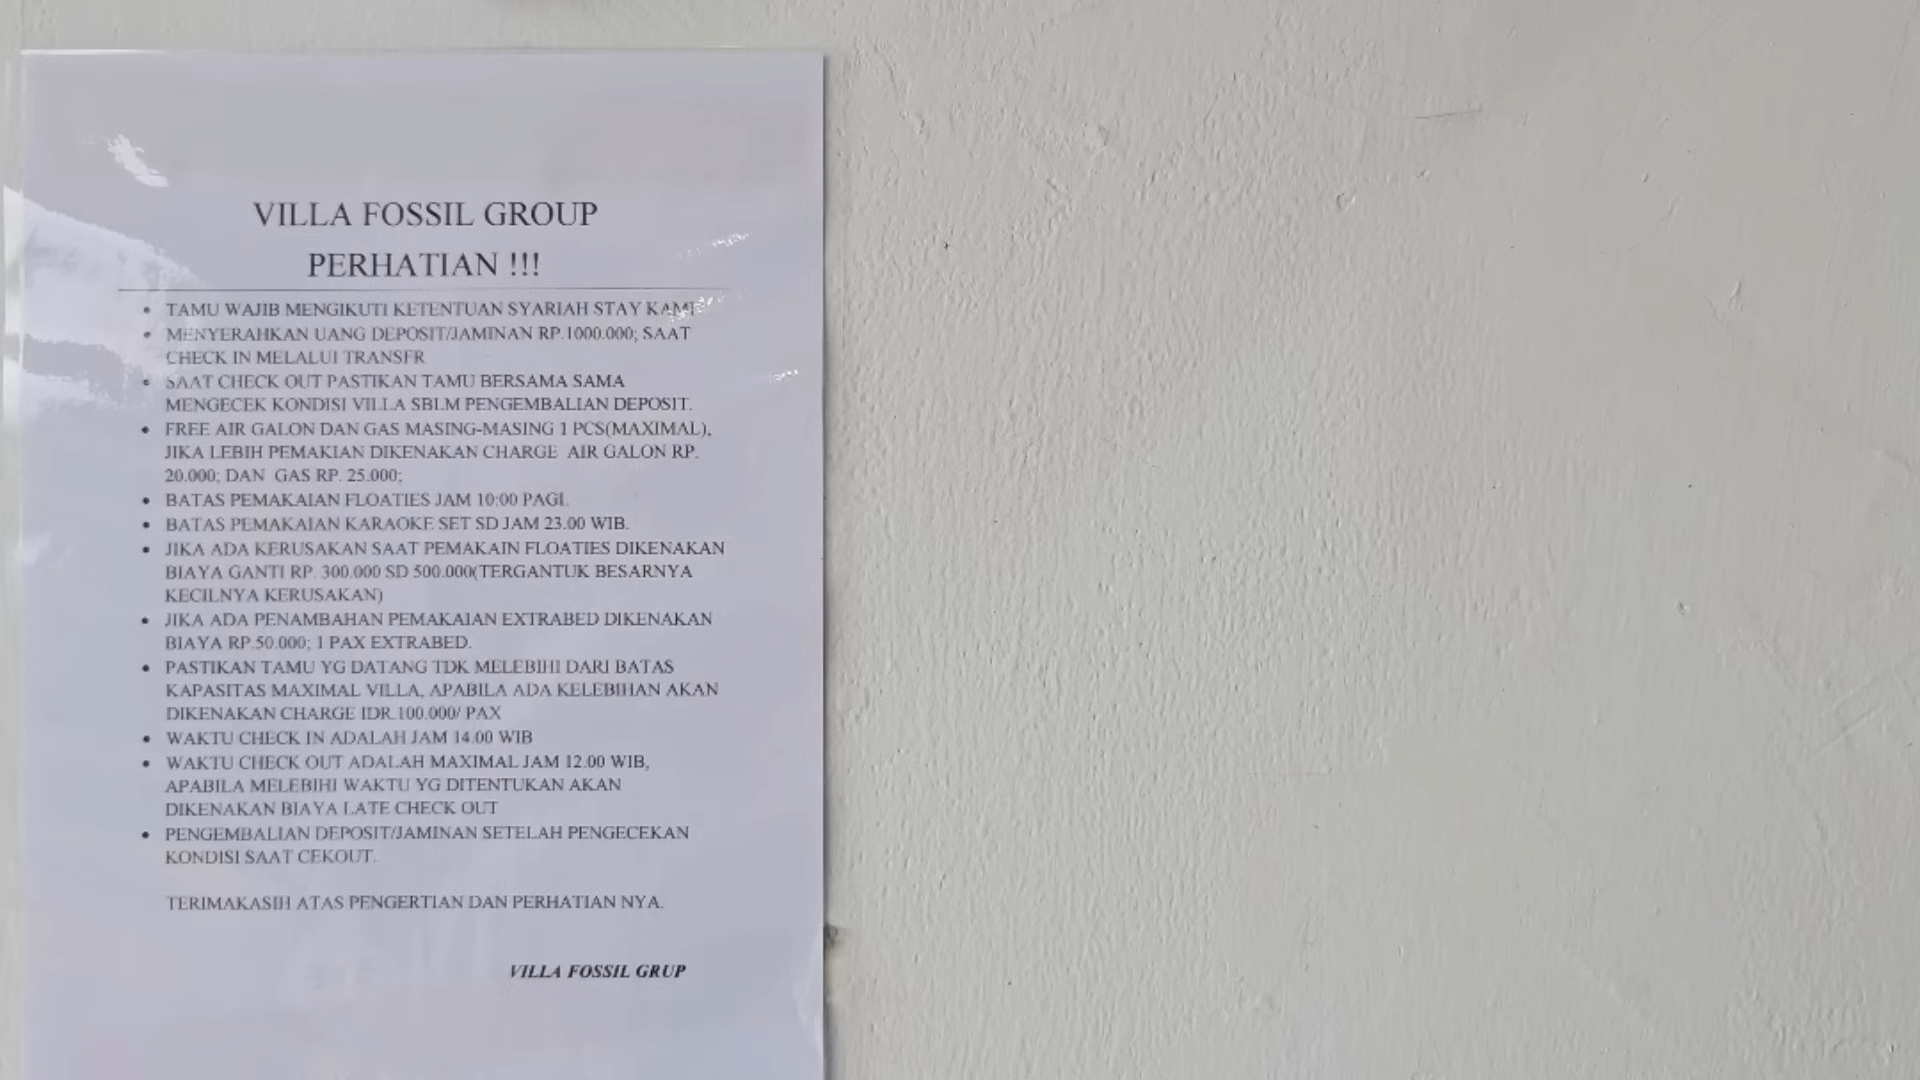 VILLA FOSSIL GROUP
PERHATIAN !!!
• TAMU WAJIB MENGIKUTI KETENTUAN SYARIAH STAY KAMI
• MENYERAHKAN UANG DEPOSIT/JAMINAN RP.1000.000; SAAT
CHECK IN MELALUI TRANSFR
• SAAT CHECK OUT PASTIKAN TAMU BERSAMA SAMA
MENGECEK KONDISI VILLA SBLM PENGEMBALIAN DEPOSIT.
• FREE AIR GALON DAN GAS MASING-MASING 1 PCS(MAXIMAL),
JIKA LEBIH PEMAKIAN DIKENAKAN CHARGE AIR GALON RP.
20.000; DAN GAS RP. 25.000;
• BATAS PEMAKAIAN FLOATIES JAM 10:00 PAGI.
• BATAS PEMAKAIAN KARAOKE SET SD JAM 23.00 WIB.
• JIKA ADA KERUSAKAN SAAT PEMAKAIN FLOATIES DIKENAKAN
BIAYA GANTI RP. 300.000 SD 500.000(TERGANTUK BESARNYA
KECILNYA KERUSAKAN)
• JIKA ADA PENAMBAHAN PEMAKAIAN EXTRABED DIKENAKAN
BIAYA RP.50.000; 1 PAX EXTRABED.
• PASTIKAN TAMU YG DATANG TDK MELEBIHI DARI BATAS
KAPASITAS MAXIMAL VILLA, APABILA ADA KELEBIHAN AKAN
DIKENAKAN CHARGE IDR.100.000/ PAX
• WAKTU CHECK IN ADALAH JAM 14.00 WIB
• WAKTU CHECK OUT ADALAH MAXIMAL JAM 12.00 WIB,
APABILA MELEBIHI WAKTU YG DITENTUKAN AKAN
DIKENAKAN BIAYA LATE CHECK OUT
• PENGEMBALIAN DEPOSIT/JAMINAN SETELAH PENGECEKAN
KONDISI SAAT CEKOUT.
TERIMAKASIH ATAS PENGERTIAN DAN PERHATIAN NYA.
VILLA FOSSIL GRUP